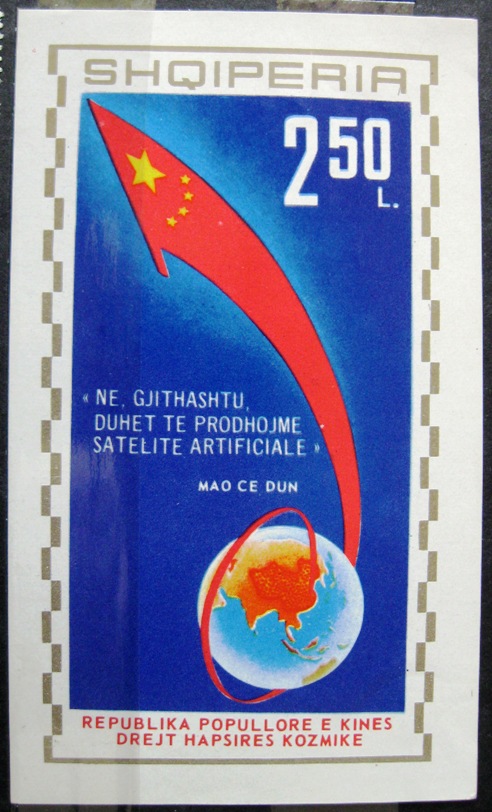 SHQIPERIA
2 50
L.
« NE, GJITHASHTU,
DUHET TE PRODHOJME
SATELITE ARTIFICIALE »
MAO CE DUN
REPUBLIKA POPULLORE E KINES
DREJT HAPSIRES KOZMIKE